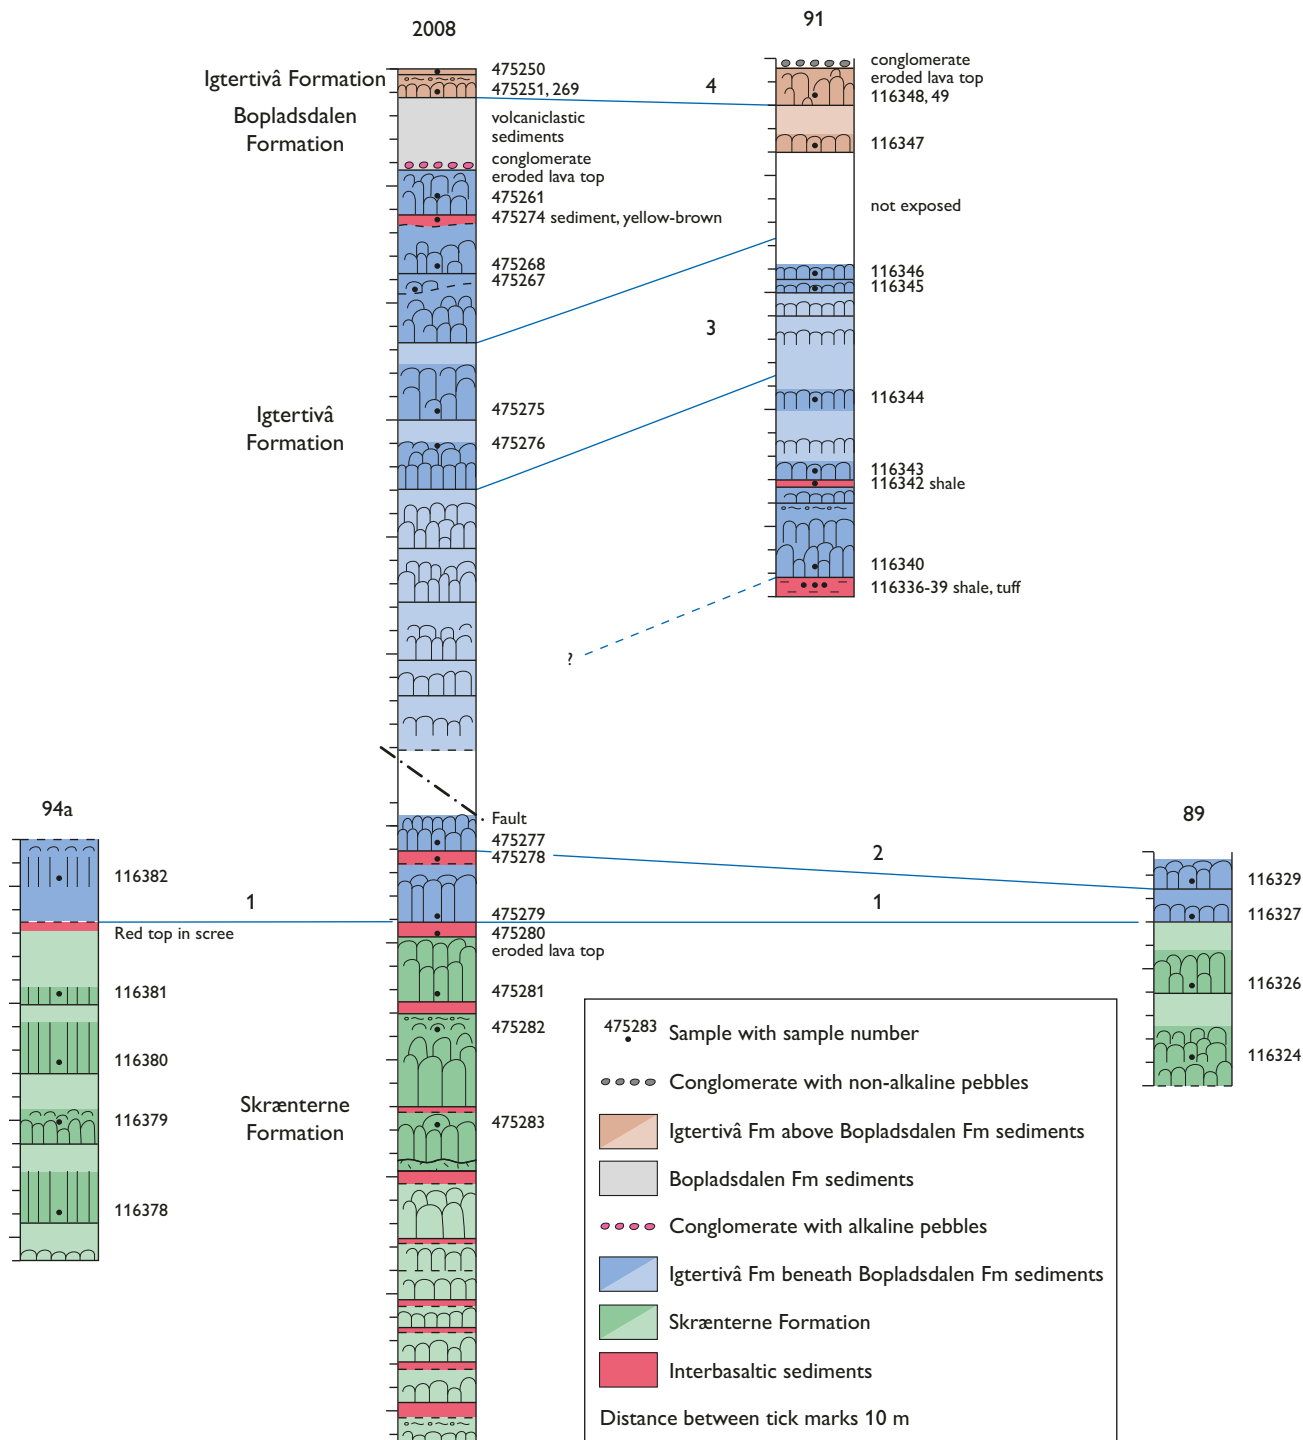 2008
91
Igtertivâ Formation
Bopladsdalen
Formation
475250
475251, 269
volcaniclastic
sediments
conglomerate
eroded lava top
475261
475274 sediment, yellow-brown
475268
475267
475275
475276
Igtertivâ
Formation
4
3
conglomerate
eroded lava top
116348, 49
116347
not exposed
116346
116345
116344
116343
116342 shale
116340
116336-39 shale, tuff
?
94a
89
Fault
475277
475278
475279
475280
eroded lava top
475281
475282
475283
2
1
1
116382
Red top in scree
116381
116380
116379
116378
Skrænterne
Formation
116329
116327
116326
116324
475283 Sample with sample number
Conglomerate with non-alkaline pebbles
Igtertivâ Fm above Bopladsdalen Fm sediments
Bopladsdalen Fm sediments
Conglomerate with alkaline pebbles
Igtertivâ Fm beneath Bopladsdalen Fm sediments
Skrænterne Formation
Interbasaltic sediments
Distance between tick marks 10 m